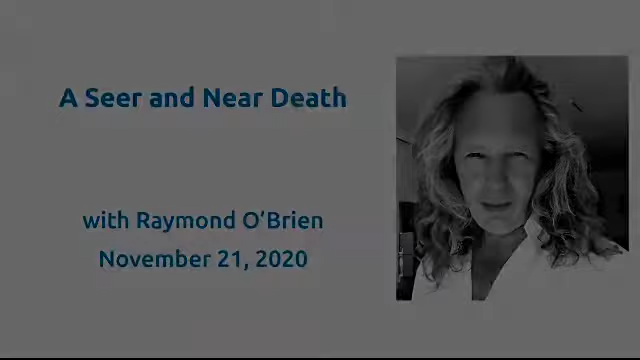 A Seer and Near Death
with Raymond O’Brien
November 21, 2020